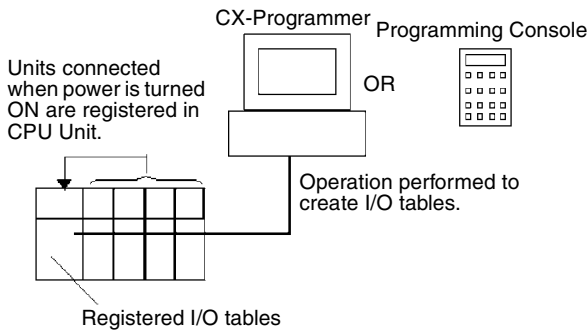 CX-Programmer
Programming Console
Units connected
when power is turned
ON are registered in
CPU Unit.
OR
Operation performed to
create I/O tables.
Registered I/O tables